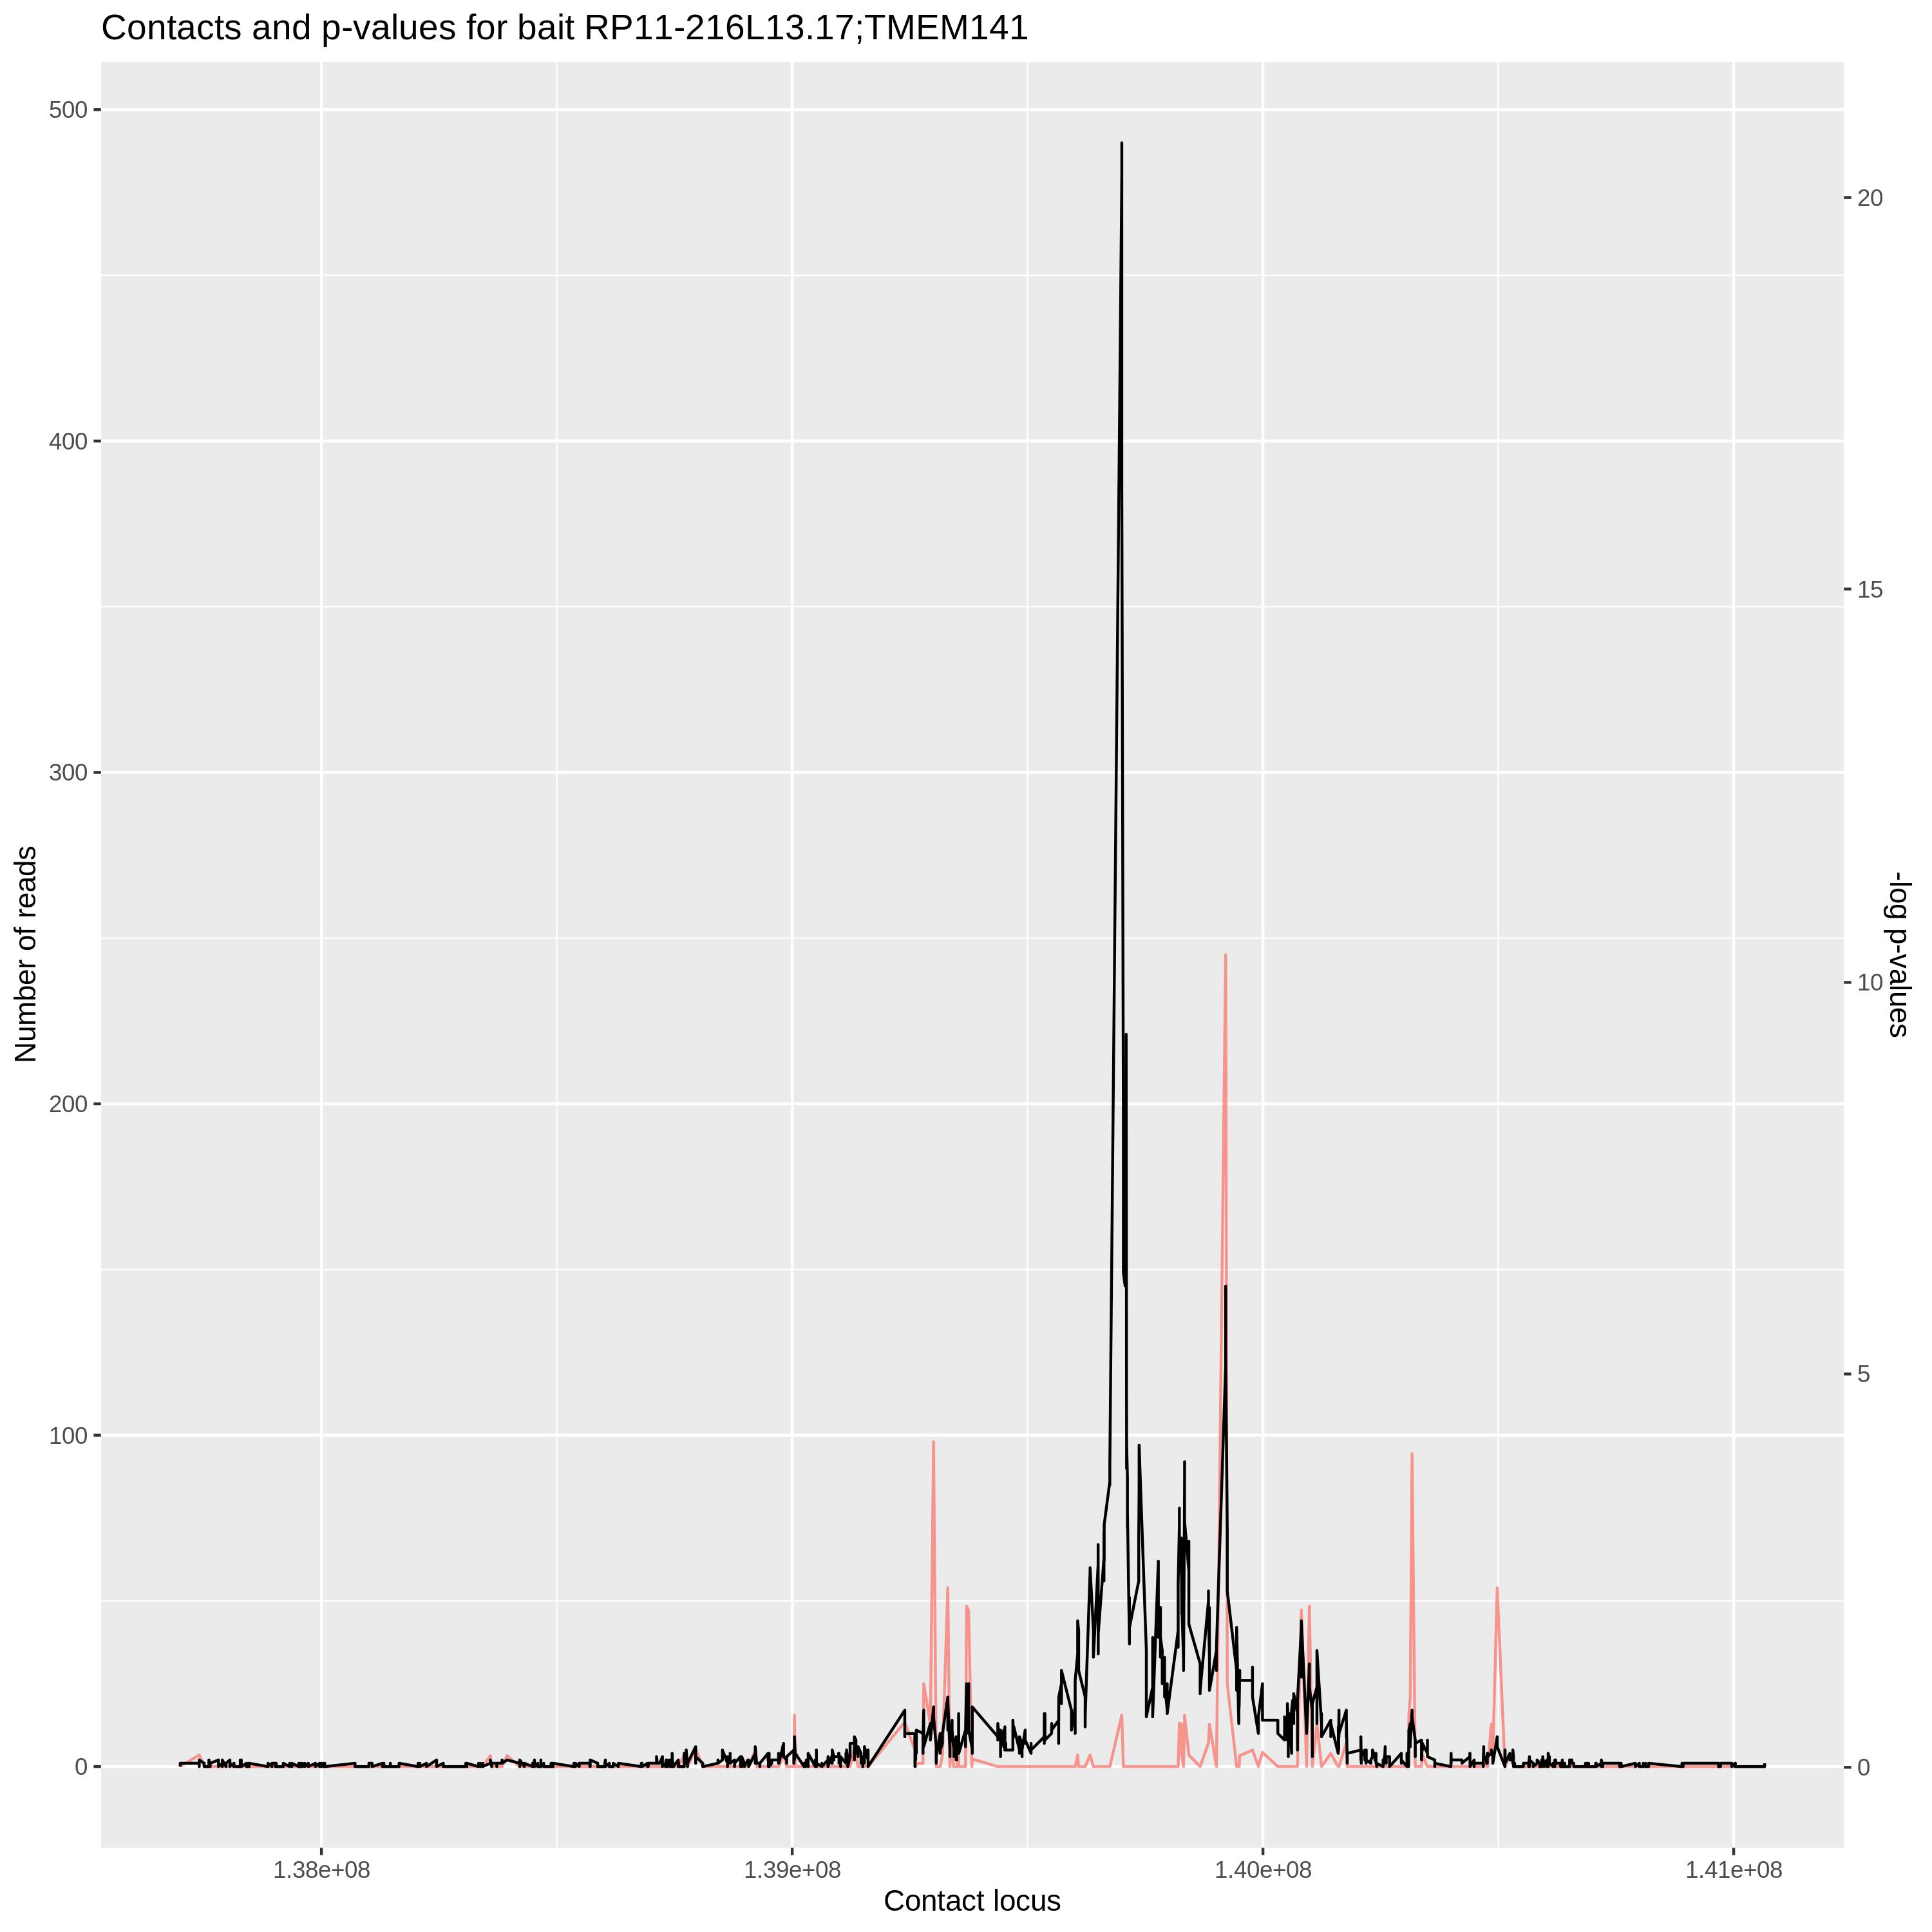 Contacts and p-values for bait RP11-216L13.17;TMEM141
500
400
300
200
100
0
Number of reads
20
15
10
5
0
-log p-values
1.38e+08
1.39e+08
1.40e+08
1.41e+08
Contact locus